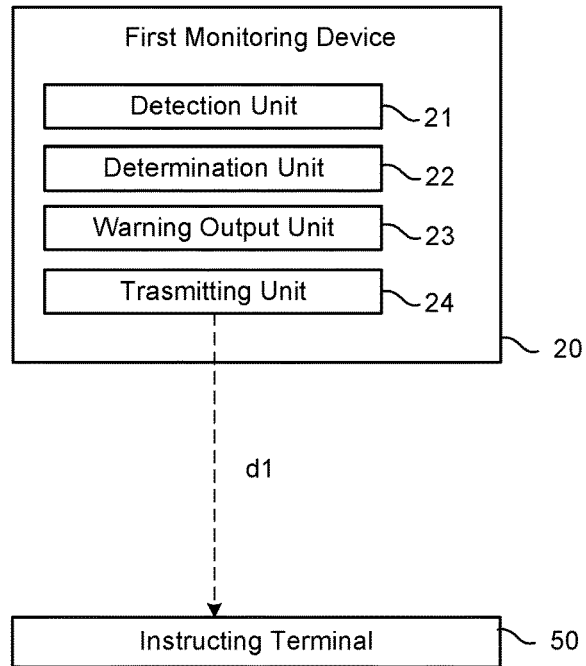 First Monitoring Device
Detection Unit
21
Determination Unit
22
Warning Output Unit
23
Trasmitting Unit
24
20
d1
Instructing Terminal
50